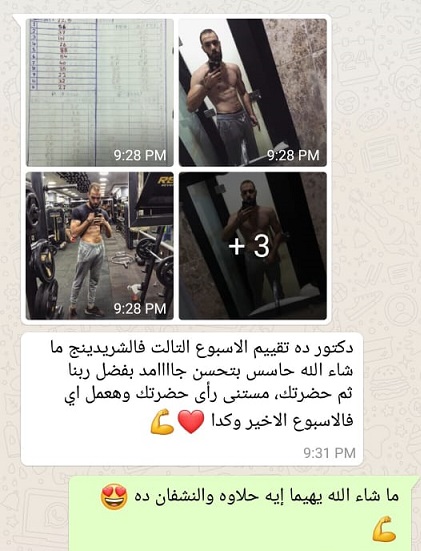 9:28 PM
9:28 PM
9:28 PM
+ 3
دكتور ده تقييم الاسبوع التالت فالشريدينج ما
شاء الله حاسس بتحسن جااااامد بفضل ربنا
ثم حضرتك، مستنى رأى حضرتك وهعمل اي
فالاسبوع الاخير وكدا ❤️💪
9:31 PM
ما شاء الله يهيما إيه حلاوه والنشفان ده 😍
💪